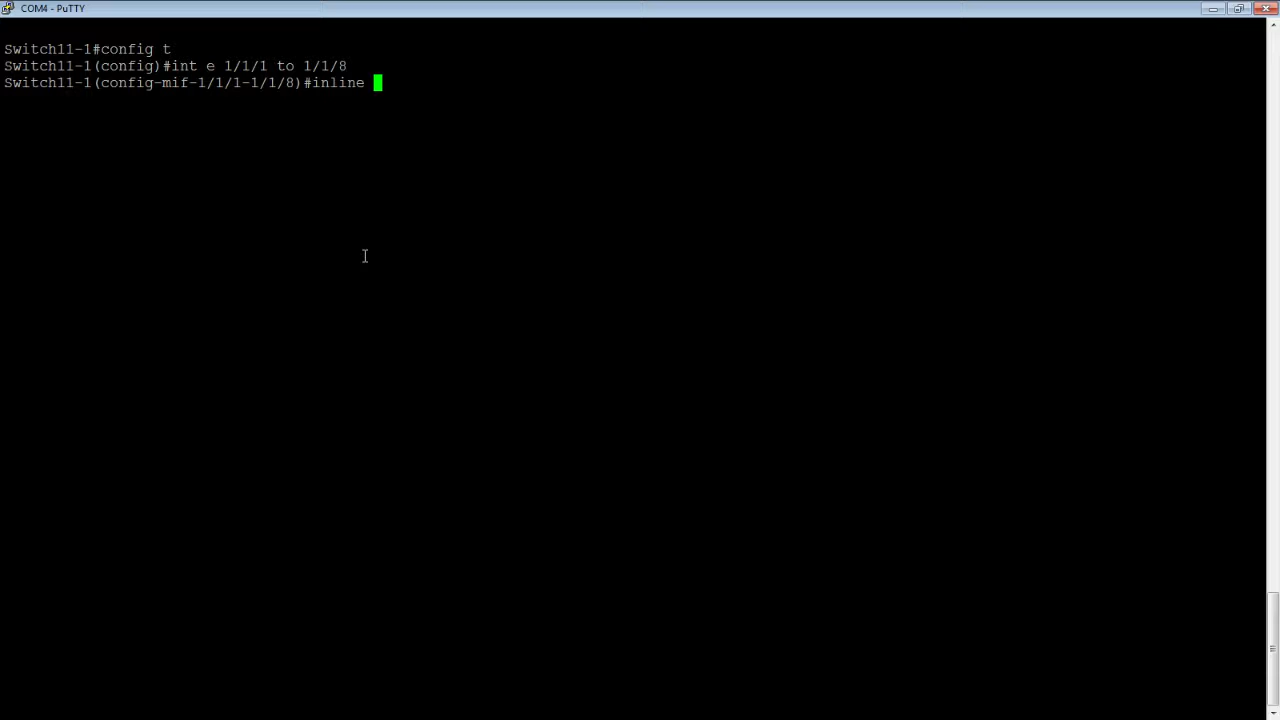 COM4 - PuTTY
Switch11-1#config t
Switch11-1(config)#int e 1/1/1 to 1/1/8
Switch11-1(config-mif-1/1/1-1/1/8)#inline